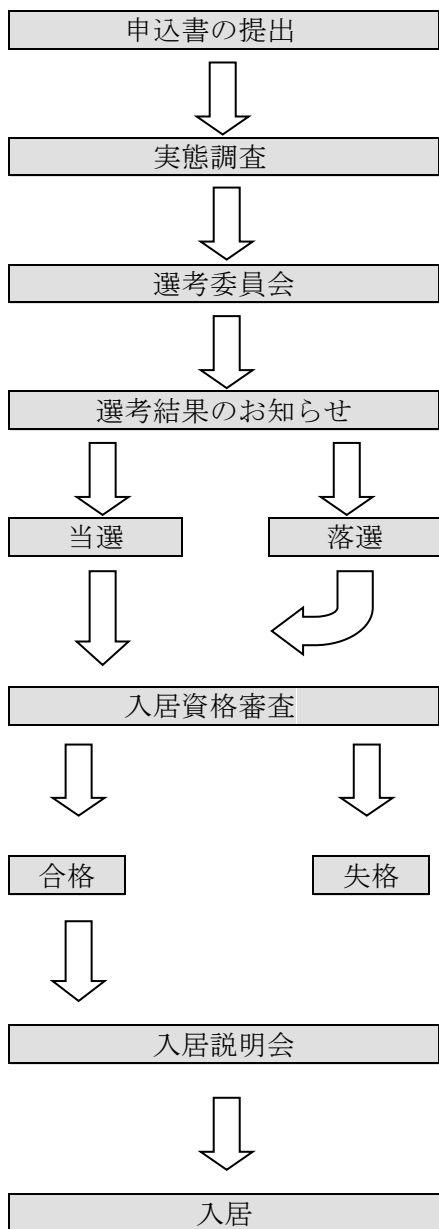 申込書の提出
実態調査
選考委員会
選考結果のお知らせ
当選
落選
入居資格審査
合格
失格
入居説明会
入居